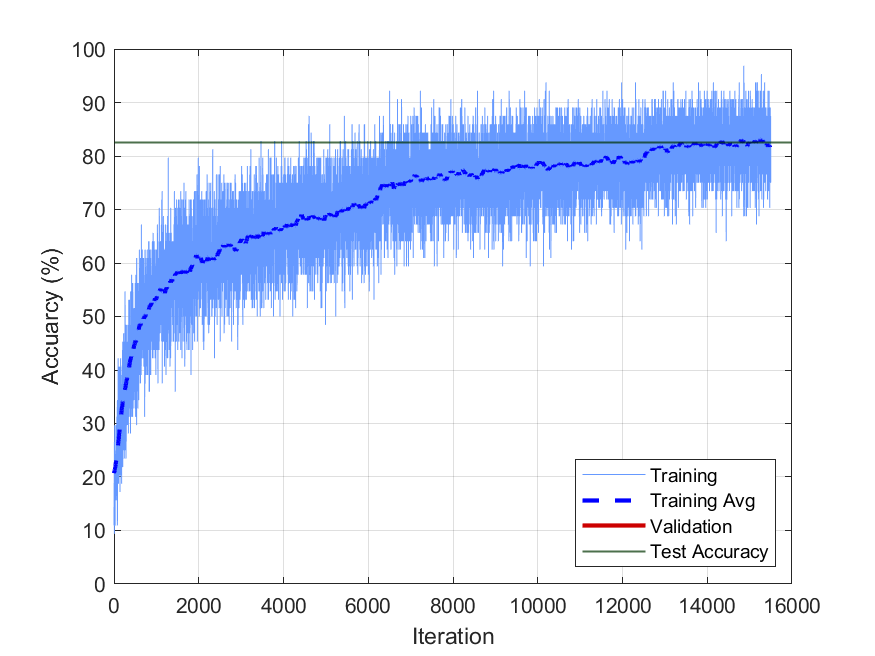 100
90
80
70
60
50
40
30
20
10
0
Accuarcy (%)
0 2000 4000 6000 8000 10000 12000 14000 16000
Iteration
Training
Training Avg
Validation
Test Accuracy